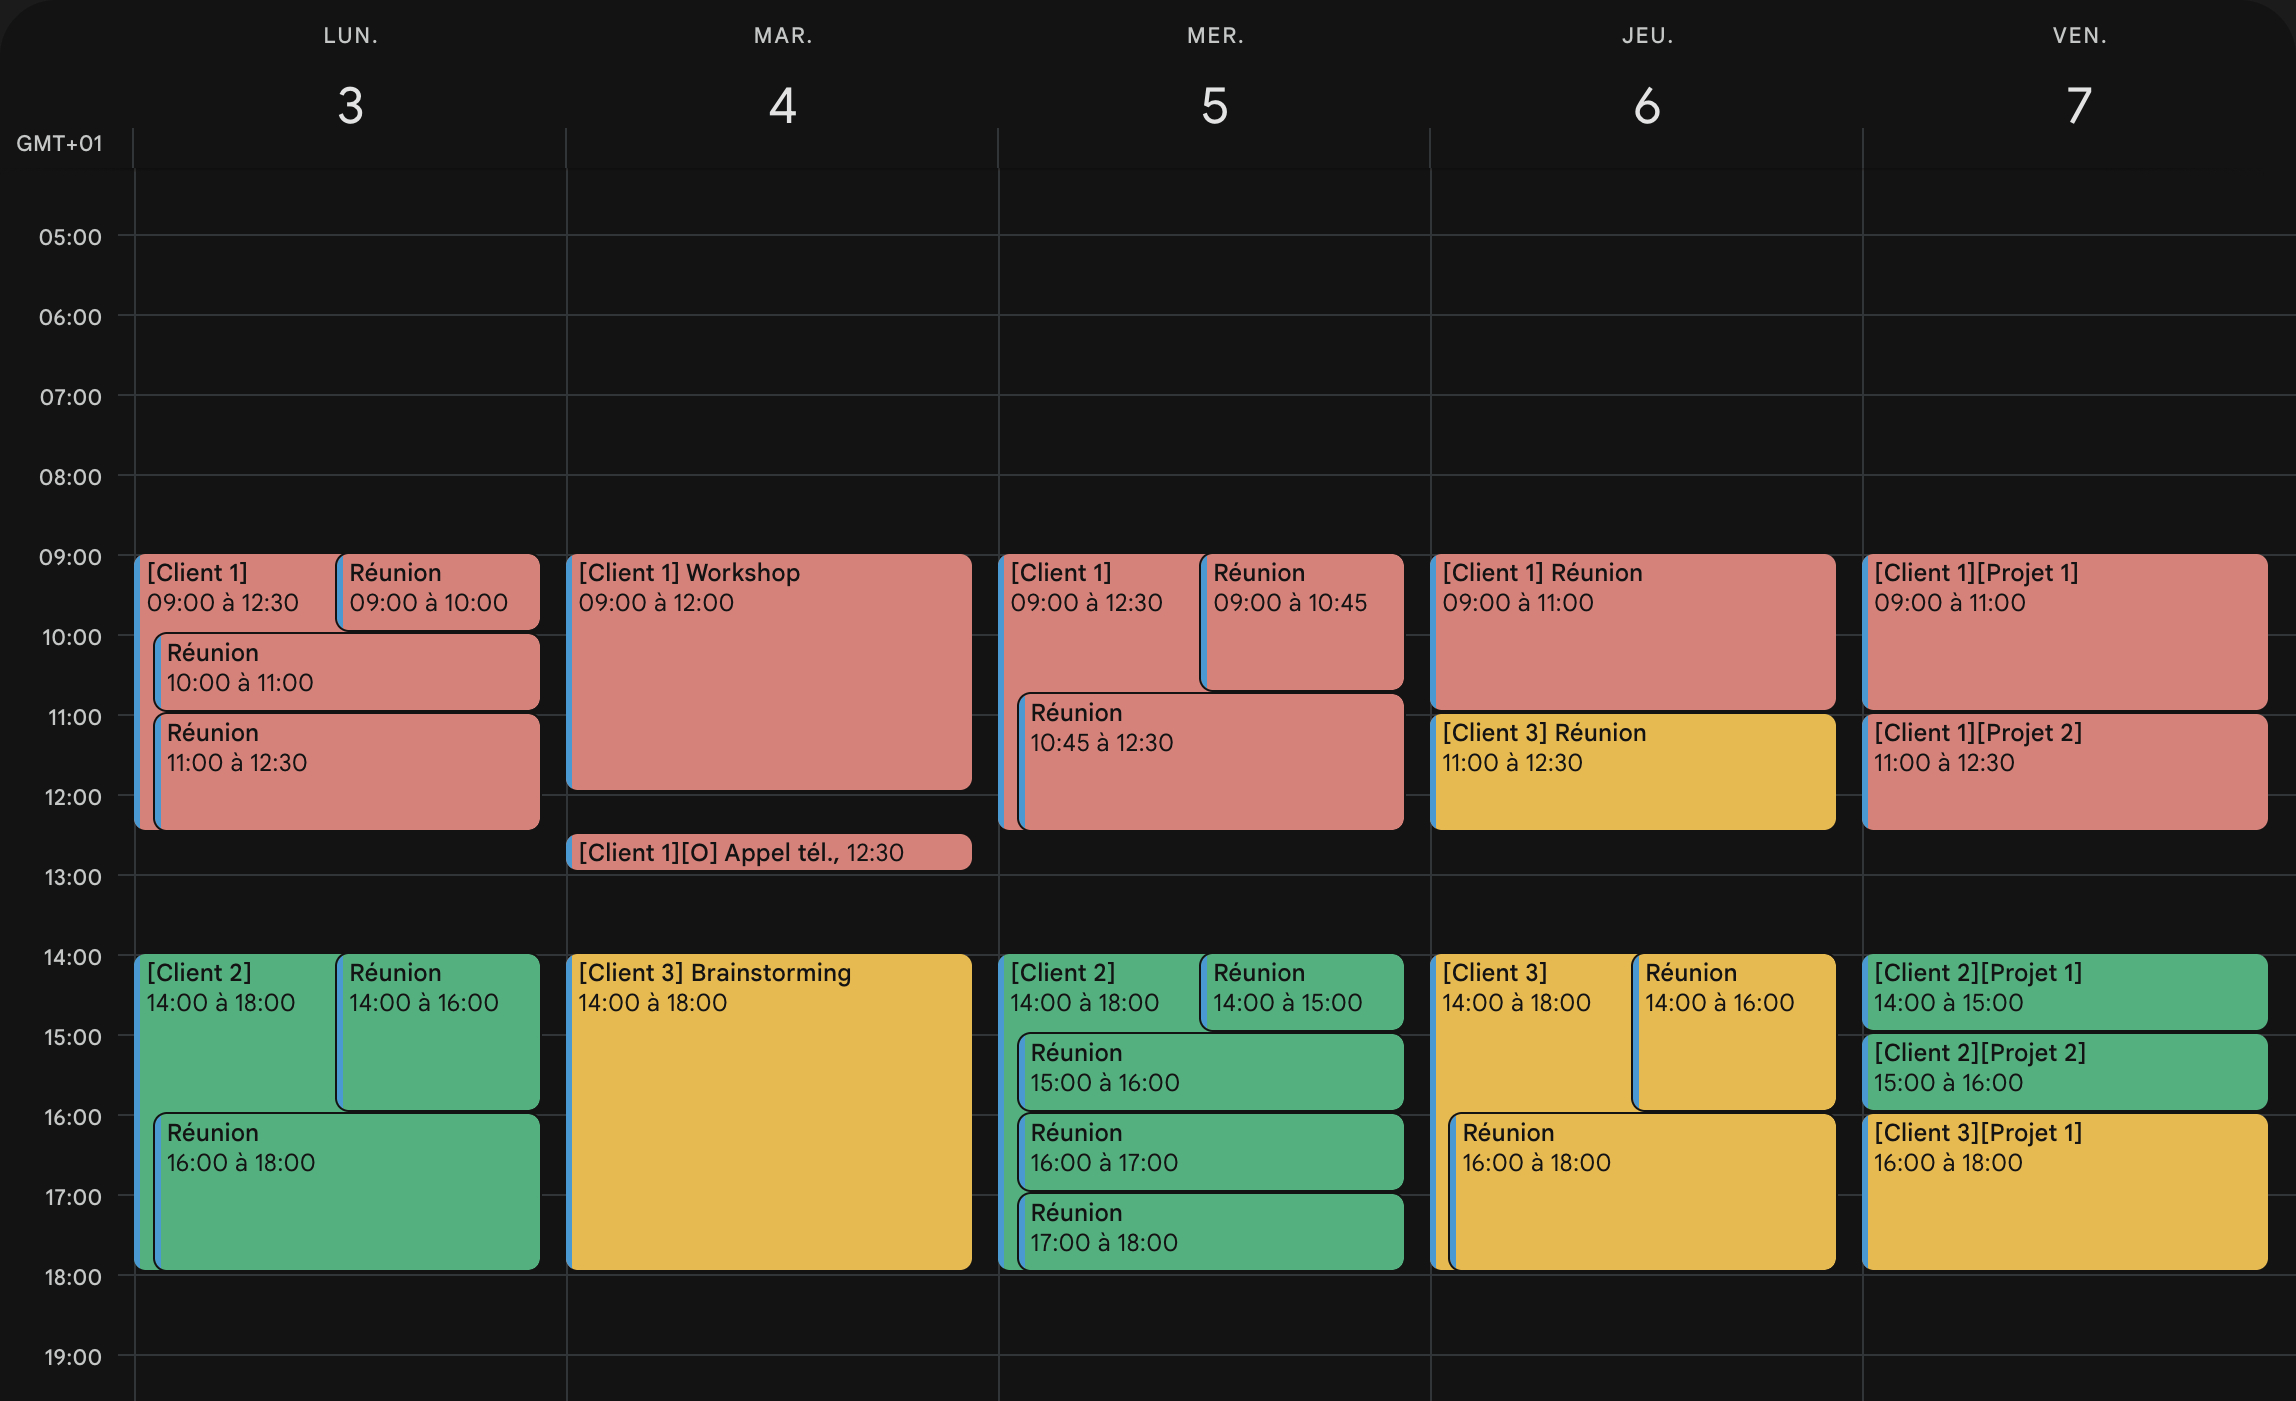 LUN.
MAR.
MER.
JEU.
VEN.
3
4
5
6
7
GMT+01
05:00
06:00
07:00
08:00
09:00
10:00
11:00
12:00
13:00
14:00
15:00
16:00
17:00
18:00
19:00
[Client 1]
09:00 à 12:30
Réunion
09:00 à 10:00
Réunion
10:00 à 11:00
Réunion
11:00 à 12:30
[Client 2]
14:00 à 18:00
Réunion
14:00 à 16:00
Réunion
16:00 à 18:00
[Client 1] Workshop
09:00 à 12:00
[Client 1][O] Appel tél., 12:30
[Client 3] Brainstorming
14:00 à 18:00
[Client 1]
09:00 à 12:30
Réunion
09:00 à 10:45
Réunion
10:45 à 12:30
[Client 2]
14:00 à 18:00
Réunion
14:00 à 15:00
Réunion
15:00 à 16:00
Réunion
16:00 à 17:00
Réunion
17:00 à 18:00
[Client 1] Réunion
09:00 à 11:00
[Client 3] Réunion
11:00 à 12:30
[Client 3]
14:00 à 18:00
Réunion
14:00 à 16:00
Réunion
16:00 à 18:00
[Client 1][Projet 1]
09:00 à 11:00
[Client 1][Projet 2]
11:00 à 12:30
[Client 2][Projet 1]
14:00 à 15:00
[Client 2][Projet 2]
15:00 à 16:00
[Client 3][Projet 1]
16:00 à 18:00